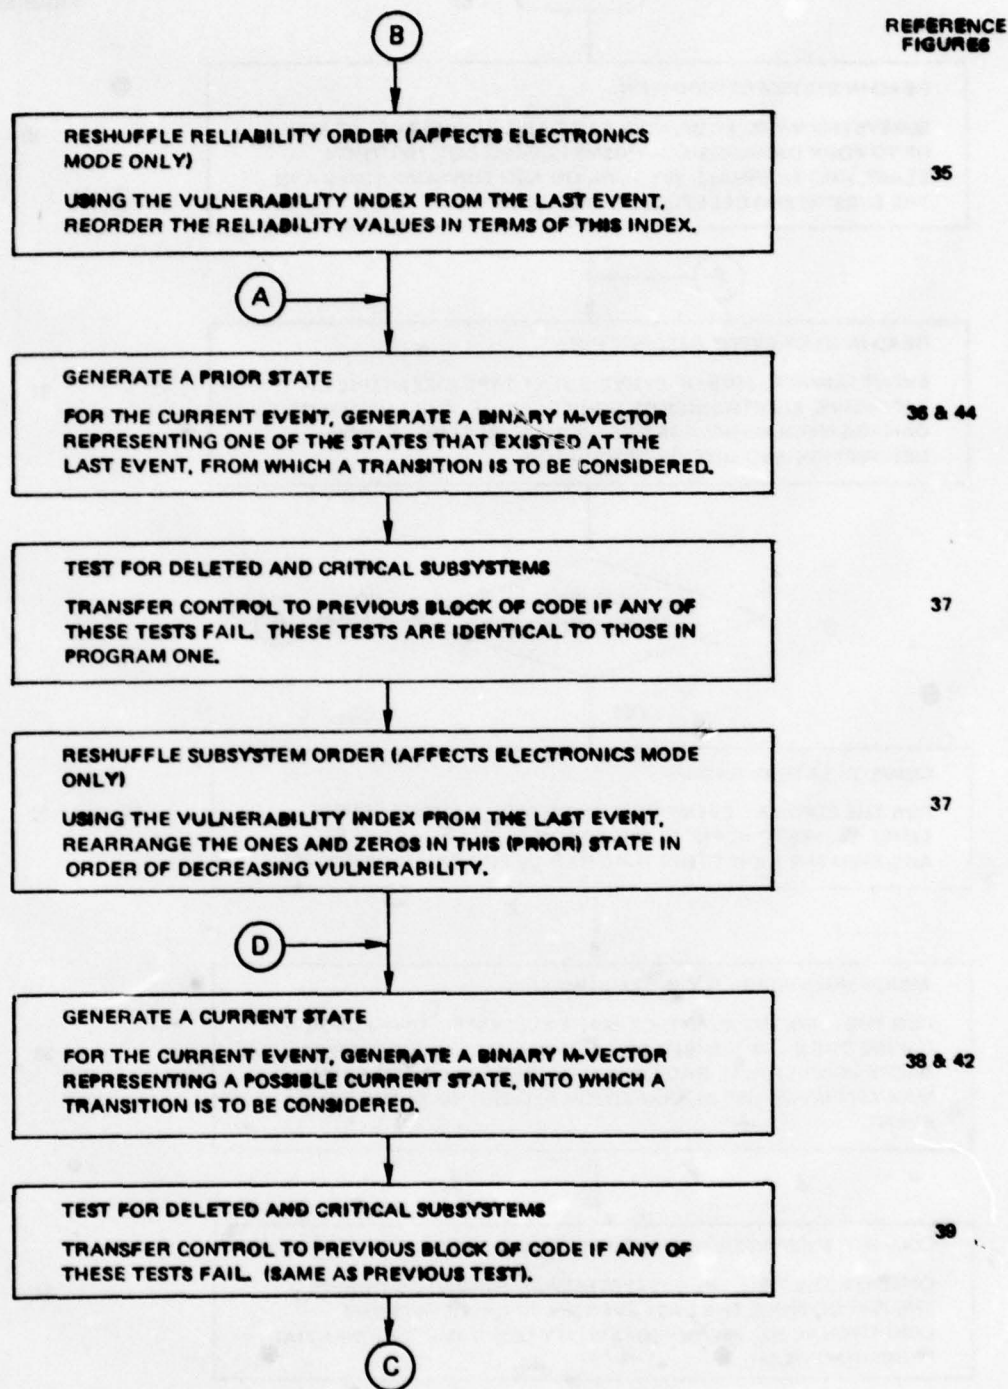 B
REFERENCE
FIGURES
RESHUFFLE RELIABILITY ORDER (AFFECTS ELECTRONICS
MODE ONLY)
USING THE VULNERABILITY INDEX FROM THE LAST EVENT,
REORDER THE RELIABILITY VALUES IN TERMS OF THIS INDEX.
35
A
GENERATE A PRIOR STATE
FOR THE CURRENT EVENT, GENERATE A BINARY M-VECTOR
REPRESENTING ONE OF THE STATES THAT EXISTED AT THE
LAST EVENT, FROM WHICH A TRANSITION IS TO BE CONSIDERED.
36 & 44
TEST FOR DELETED AND CRITICAL SUBSYSTEMS
TRANSFER CONTROL TO PREVIOUS BLOCK OF CODE IF ANY OF
THESE TESTS FAIL. THESE TESTS ARE IDENTICAL TO THOSE IN
PROGRAM ONE.
37
RESHUFFLE SUBSYSTEM ORDER (AFFECTS ELECTRONICS MODE
ONLY)
USING THE VULNERABILITY INDEX FROM THE LAST EVENT,
REARRANGE THE ONES AND ZEROS IN THIS (PRIOR) STATE IN
ORDER OF DECREASING VULNERABILITY.
37
D
GENERATE A CURRENT STATE
FOR THE CURRENT EVENT, GENERATE A BINARY M-VECTOR
REPRESENTING A POSSIBLE CURRENT STATE, INTO WHICH A
TRANSITION IS TO BE CONSIDERED.
38 & 42
TEST FOR DELETED AND CRITICAL SUBSYSTEMS
TRANSFER CONTROL TO PREVIOUS BLOCK OF CODE IF ANY OF
THESE TESTS FAIL. (SAME AS PREVIOUS TEST).
39
C